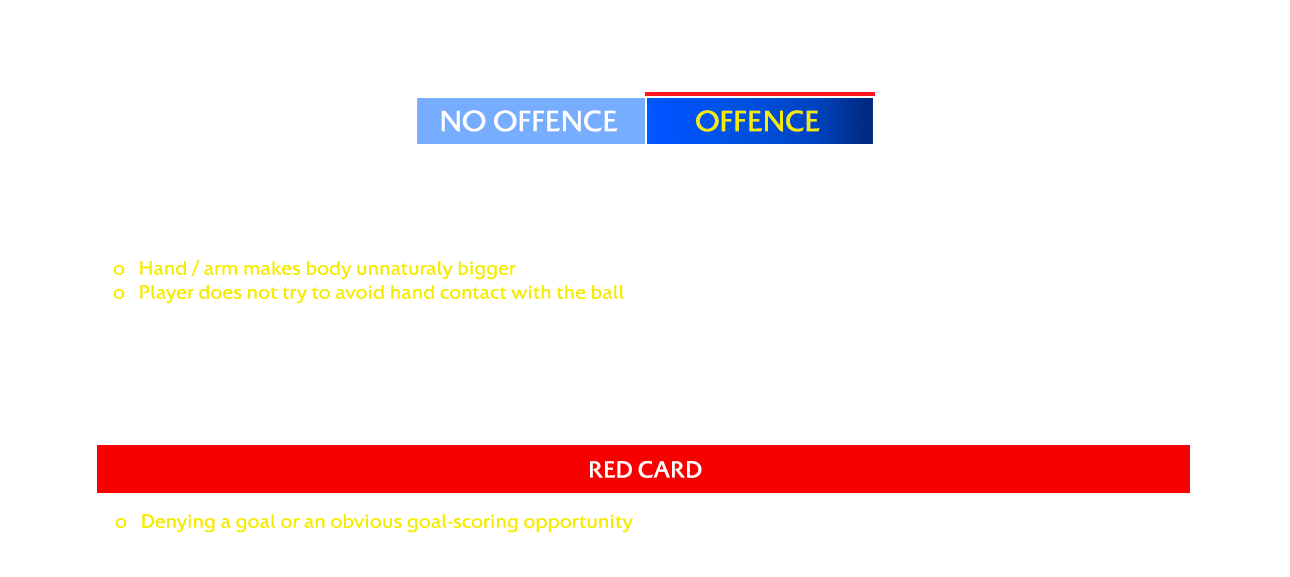 NO OFFENCE OFFENCE
o Hand / arm makes body unnaturaly bigger
o Player does not try to avoid hand contact with the ball
RED CARD
o Denying a goal or an obvious goal-scoring opportunity